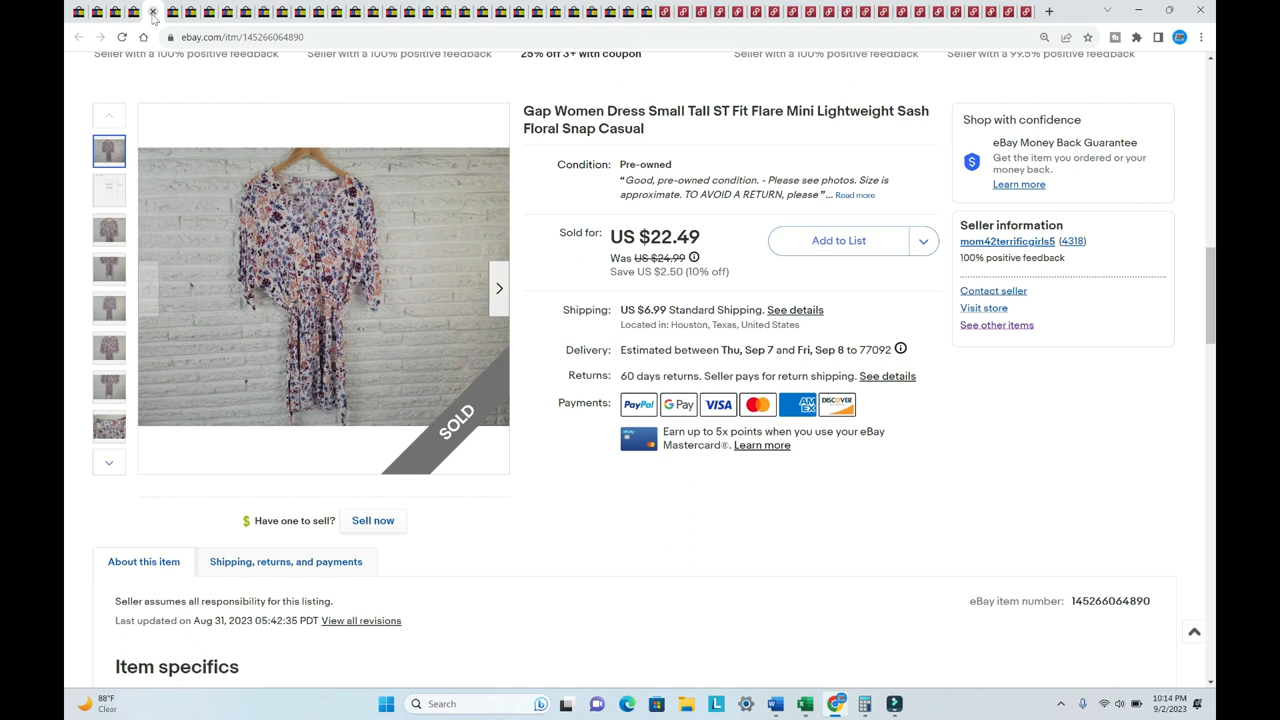 ebay.com/itm/145266064890
Seller with a 100% positive feedback
Seller with a 100% positive feedback
25% off 3+ with coupon
Seller with a 100% positive feedback
Seller with a 99.5% positive feedback
Gap Women Dress Small Tall ST Fit Flare Mini Lightweight Sash
Floral Snap Casual
Condition: Pre-owned
“Good, pre-owned condition. - Please see photos. Size is
approximate. TO AVOID A RETURN, please” ... Read more
Sold for: US $22.49
Was US $24.99
Save US $2.50 (10% off)
Add to List
Shipping: US $6.99 Standard Shipping. See details
Located in: Houston, Texas, United States
Delivery: Estimated between Thu, Sep 7 and Fri, Sep 8 to 77092
Returns: 60 days returns. Seller pays for return shipping. See details
Payments: PayPal G Pay VISA AM EX DISCOVER
ebay
Earn up to 5x points when you use your eBay
Mastercard®. Learn more
Shop with confidence
eBay Money Back Guarantee
Get the item you ordered or your
money back.
Learn more
Seller information
mom42terrificgirls5 (4318)
100% positive feedback
Contact seller
Visit store
See other items
SOLD
Have one to sell? Sell now
About this item
Shipping, returns, and payments
Seller assumes all responsibility for this listing.
Last updated on Aug 31, 2023 05:42:35 PDT View all revisions
eBay item number: 145266064890
Item specifics
88°F
Clear
Search
10:14 PM
9/2/2023